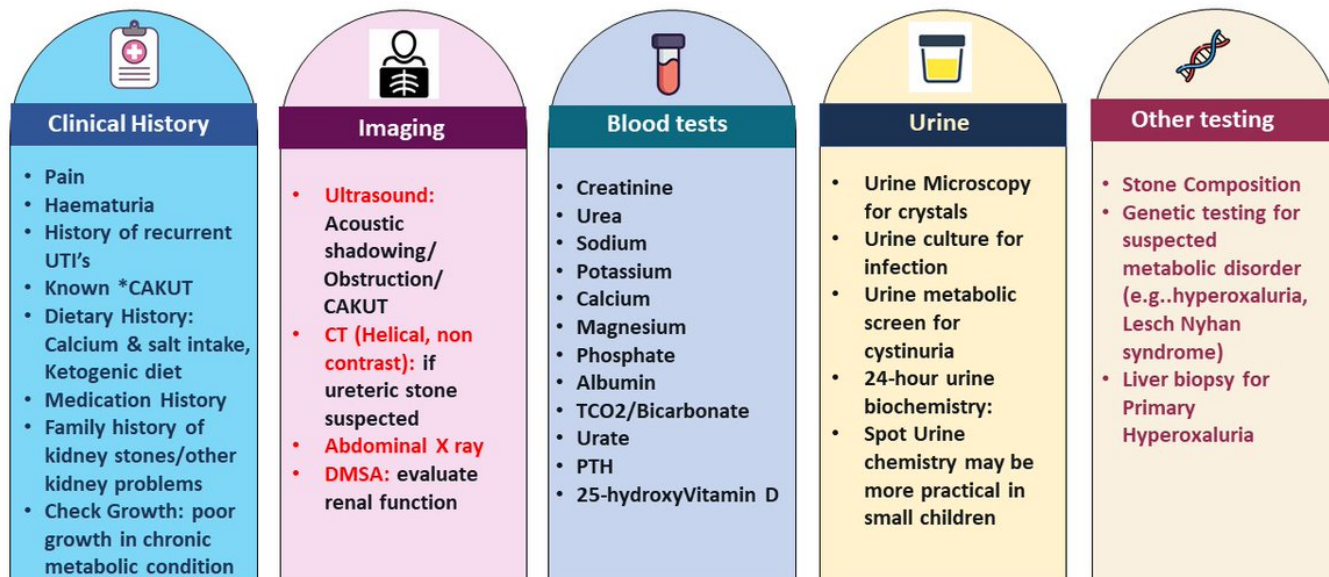 Clinical History
• Pain
• Haematuria
• History of recurrent
UTI's
• Known *CAKUT
• Dietary History:
Calcium & salt intake,
Ketogenic diet
• Medication History
• Family history of
kidney stones/other
kidney problems
• Check Growth: poor
growth in chronic
metabolic condition
Imaging
• Ultrasound:
Acoustic
shadowing/
Obstruction/
CAKUT
• CT (Helical, non
contrast): if
ureteric stone
suspected
• Abdominal X ray
• DMSA: evaluate
renal function
Blood tests
• Creatinine
• Urea
• Sodium
• Potassium
• Calcium
• Magnesium
• Phosphate
• Albumin
• TCO2/Bicarbonate
• Urate
• PTH
• 25-hydroxyVitamin D
Urine
• Urine Microscopy
for crystals
• Urine culture for
infection
• Urine metabolic
screen for
cystinuria
• 24-hour urine
biochemistry:
• Spot Urine
chemistry may be
more practical in
small children
Other testing
• Stone Composition
• Genetic testing for
suspected
metabolic disorder
(e.g..hyperoxaluria,
Lesch Nyhan
syndrome)
• Liver biopsy for
Primary
Hyperoxaluria